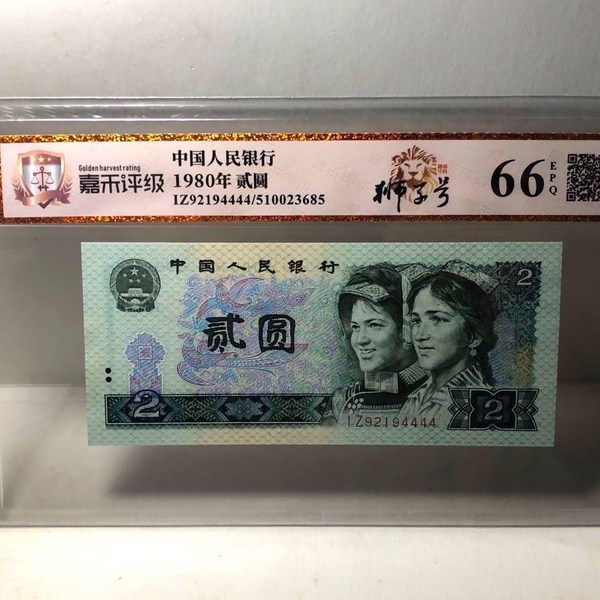 Golden harvest rating
嘉禾评级
中国人民银行
1980年 贰圆
IZ92194444/510023685
狮子号
66
EPQ
中国人民银行
贰圆
2
2
2
IZ92194444